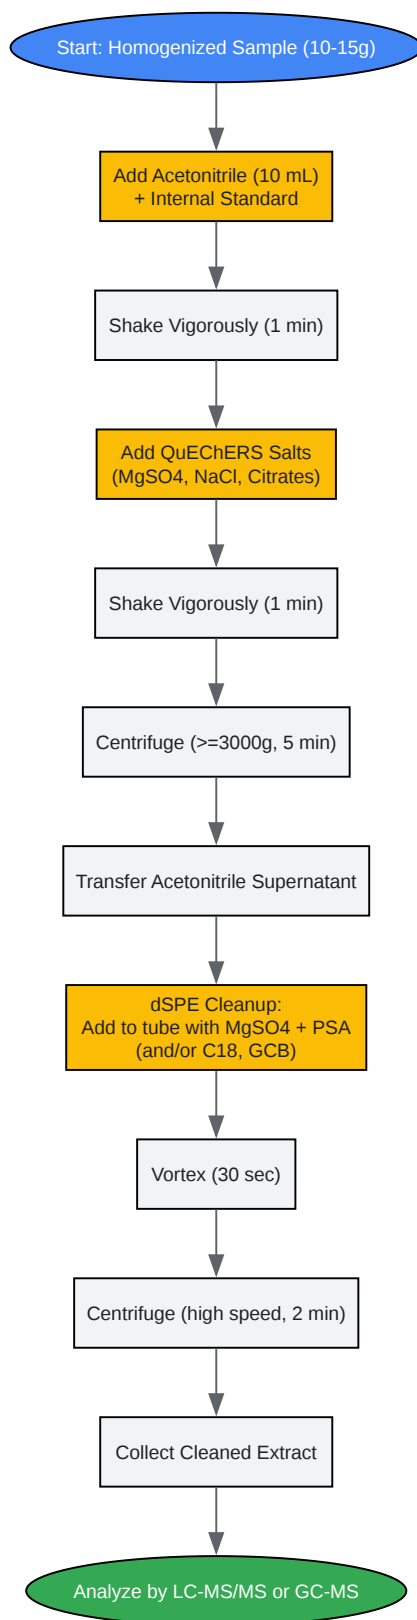 Start: Homogenized Sample (10-15g)
Add Acetonitrile (10 mL)
+ Internal Standard
Shake Vigorously (1 min)
Add QuEChERS Salts
(MgSO4, NaCl, Citrates)
Shake Vigorously (1 min)
Centrifuge (>=3000g, 5 min)
Transfer Acetonitrile Supernatant
dSPE Cleanup:
Add to tube with MgSO4 + PSA
(and/or C18, GCB)
Vortex (30 sec)
Centrifuge (high speed, 2 min)
Collect Cleaned Extract
Analyze by LC-MS/MS or GC-MS